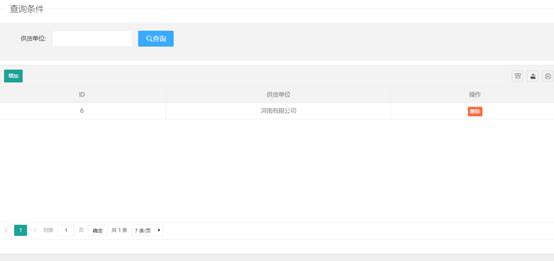 查询条件
供货单位: 查询
增加
ID 供货单位 操作
6 河南有限公司 删除
1 到第 1 页 确定 共 1 条 7 条/页